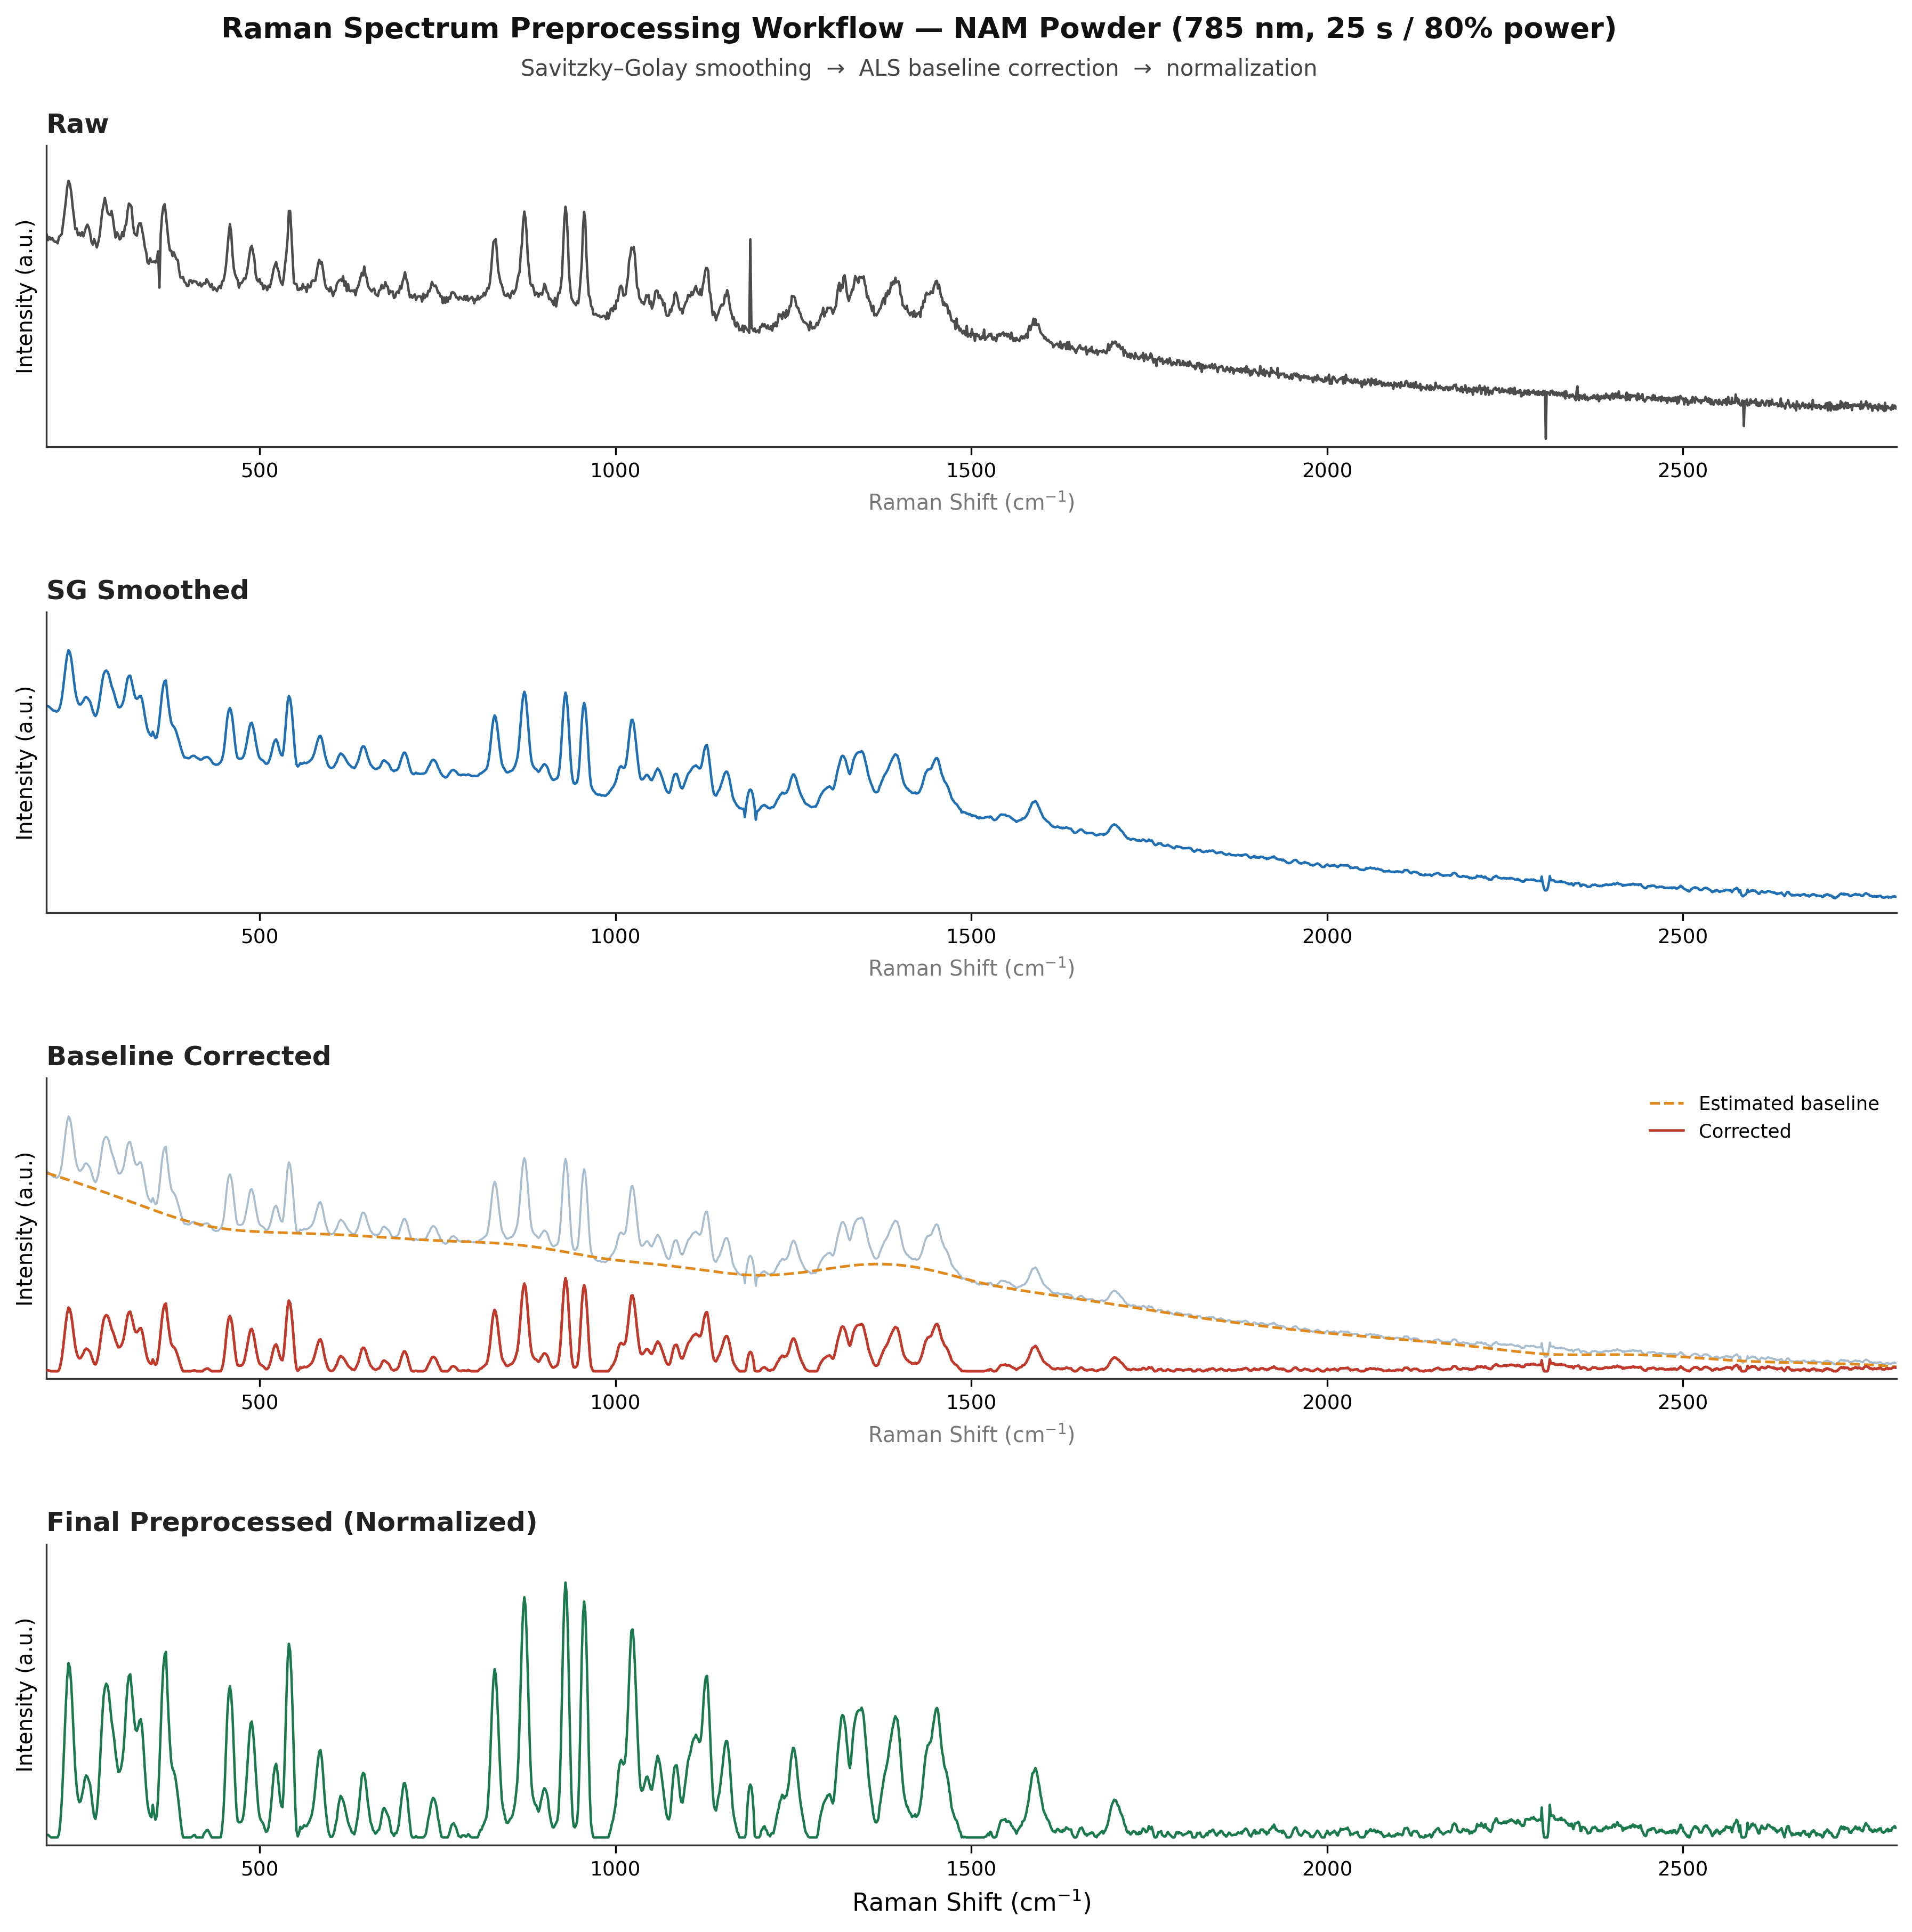 Raman Spectrum Preprocessing Workflow — NAM Powder (785 nm, 25 s / 80% power)
Savitzky–Golay smoothing → ALS baseline correction → normalization
Raw
Intensity (a.u.)
500 1000 1500 2000 2500
Raman Shift (cm⁻¹)
SG Smoothed
Intensity (a.u.)
500 1000 1500 2000 2500
Raman Shift (cm⁻¹)
Baseline Corrected
Estimated baseline
Corrected
Intensity (a.u.)
500 1000 1500 2000 2500
Raman Shift (cm⁻¹)
Final Preprocessed (Normalized)
Intensity (a.u.)
500 1000 1500 2000 2500
Raman Shift (cm⁻¹)